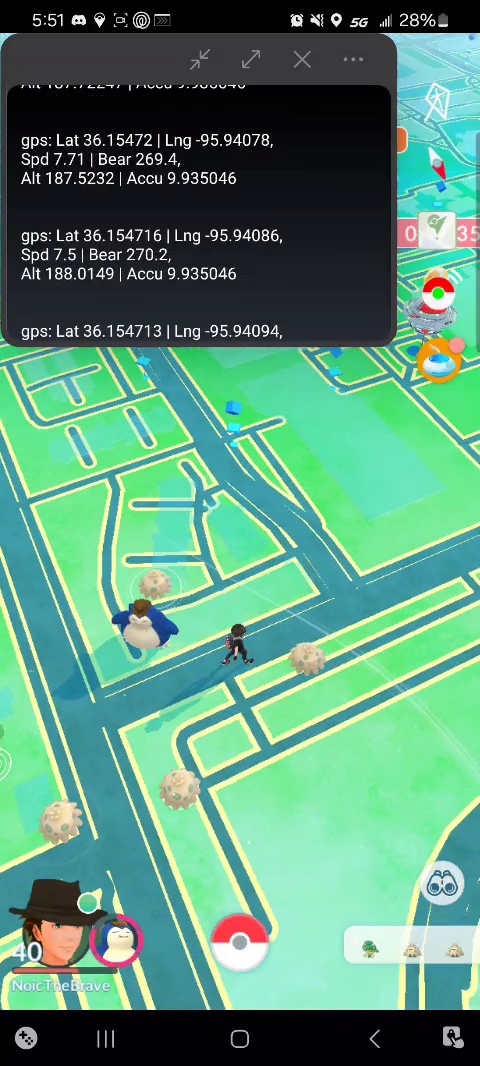 5:51
5G
28%
Alt 187.72247 | Accu 9.935046
gps: Lat 36.15472 | Lng -95.94078,
Spd 7.71 | Bear 269.4,
Alt 187.5232 | Accu 9.935046
gps: Lat 36.154716 | Lng -95.94086,
Spd 7.5 | Bear 270.2,
Alt 188.0149 | Accu 9.935046
gps: Lat 36.154713 | Lng -95.94094,
0
35
40
NoicTheBrave